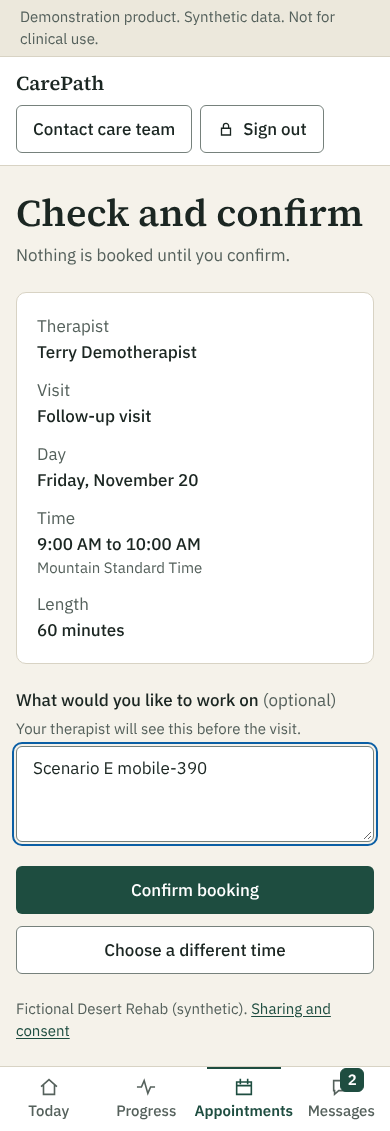 Demonstration product. Synthetic data. Not for
clinical use.
CarePath
Contact care team
Sign out
Check and confirm
Nothing is booked until you confirm.
Therapist
Terry Demotherapist
Visit
Follow-up visit
Day
Friday, November 20
Time
9:00 AM to 10:00 AM
Mountain Standard Time
Length
60 minutes
What would you like to work on (optional)
Your therapist will see this before the visit.
Scenario E mobile-390
Confirm booking
Choose a different time
Fictional Desert Rehab (synthetic). Sharing and
consent
2
Today Progress Appointments Messages